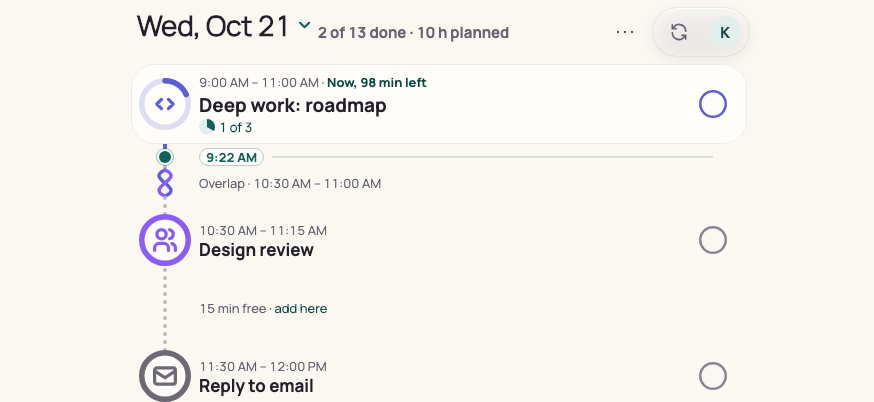 Wed, Oct 21
2 of 13 done · 10 h planned
K
9:00 AM – 11:00 AM · Now, 98 min left
Deep work: roadmap
1 of 3
9:22 AM
Overlap · 10:30 AM – 11:00 AM
10:30 AM – 11:15 AM
Design review
15 min free · add here
11:30 AM – 12:00 PM
Reply to email